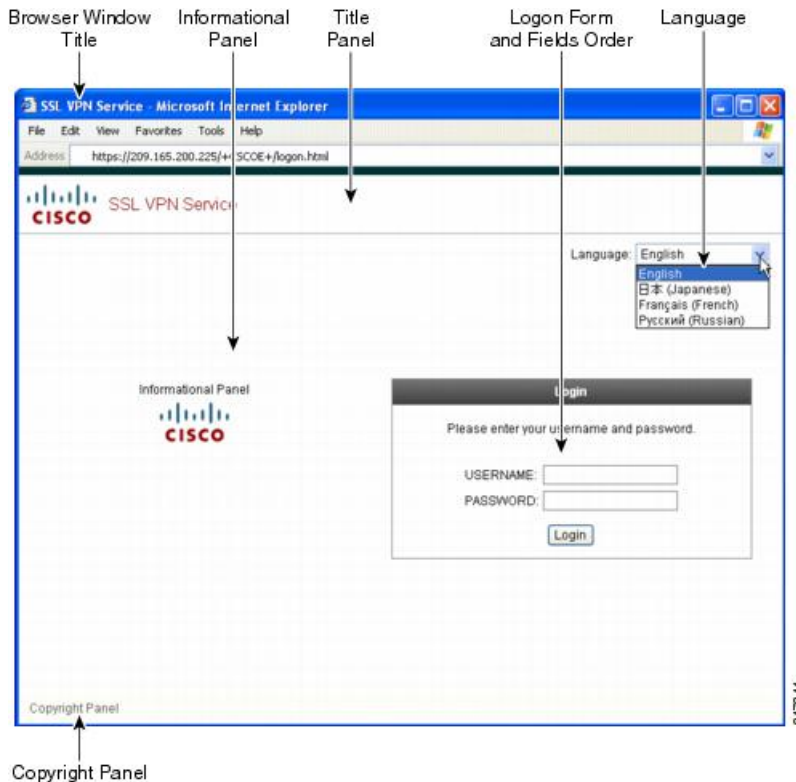 Browser Window
Title
Informational
Panel
Title
Panel
Logon Form
and Fields Order
Language
SSL VPN Service - Microsoft Internet Explorer
File Edit View Favorites Tools Help
Address https://209.165.200.225/+CSCOE+/logon.html
CISCO
SSL VPN Service
Language: English
English
日本 (Japanese)
Français (French)
Русский (Russian)
Informational Panel
CISCO
Login
Please enter your username and password.
USERNAME:
PASSWORD:
Login
Copyright Panel
Copyright Panel